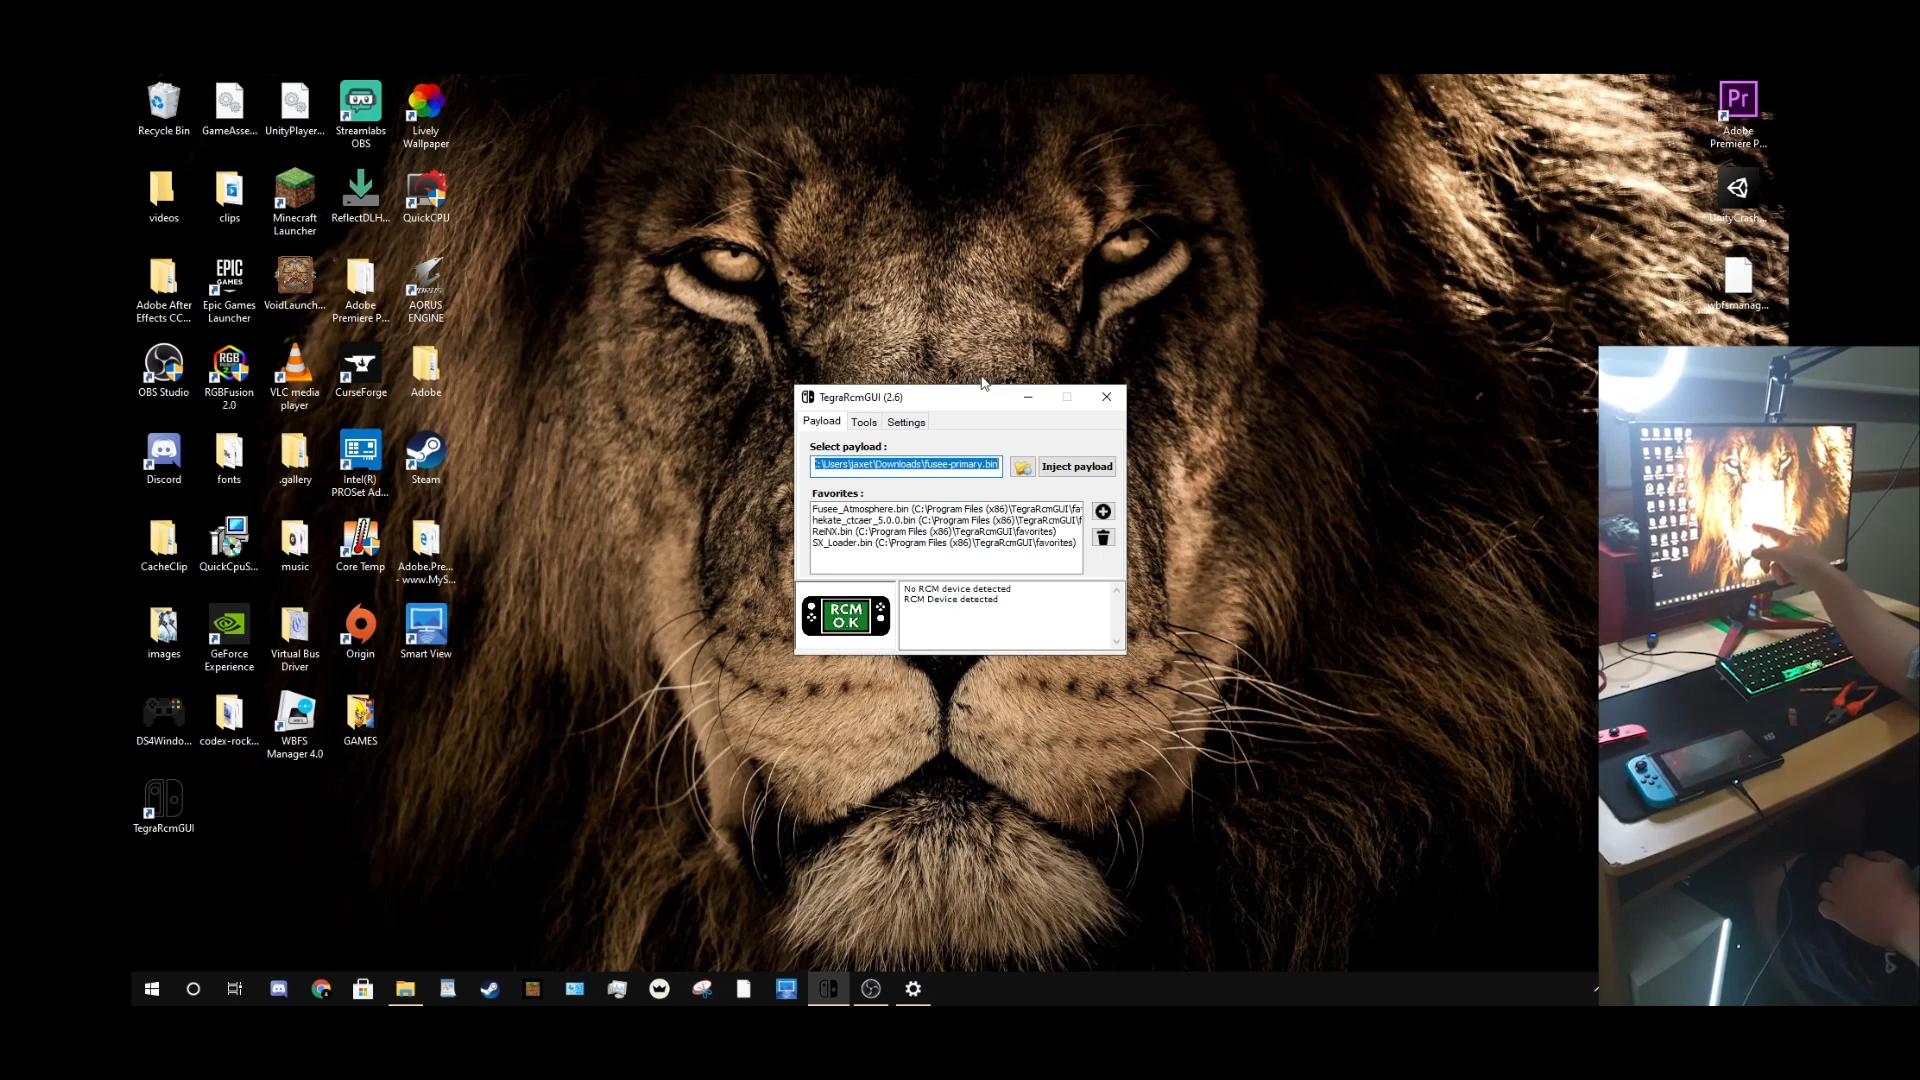 Recycle Bin
GameAsse...
UnityPlayer...
Streamlabs
OBS
Lively
Wallpaper
videos
clips
Minecraft
Launcher
ReflectDLH...
QuickCPU
Adobe After
Effects CC...
EPIC
GAMES
Epic Games
Launcher
VoidLaunch...
Adobe
Premiere P...
AORUS
ENGINE
OBS Studio
RGB
RGBFusion
2.0
VLC media
player
CurseForge
Adobe
Discord
fonts
.gallery
Intel(R)
PROSet Ad...
Steam
CacheClip
QuickCpuS...
music
Core Temp
Adobe.Pre...
- www.MyS...
images
GeForce
Experience
Virtual Bus
Driver
Origin
Smart View
DS4Windo...
codex-rock...
WBFS
Manager 4.0
GAMES
TegraRcmGUI
Pr
Adobe
Premiere P...
UnityCrash...
wbfsmanag...
TegraRcmGUI (2.6)
Payload
Tools
Settings
Select payload :
:\Users\jaxet\Downloads\fusee-primary.bin
Inject payload
Favorites :
Fusee_Atmosphere.bin (C:\Program Files (x86)\TegraRcmGUI\fa
hekate_ctcaer_5.0.0.bin (C:\Program Files (x86)\TegraRcmGUI\f
ReiNX.bin (C:\Program Files (x86)\TegraRcmGUI\favorites)
SX_Loader.bin (C:\Program Files (x86)\TegraRcmGUI\favorites)
RCM
O.K
No RCM device detected
RCM Device detected